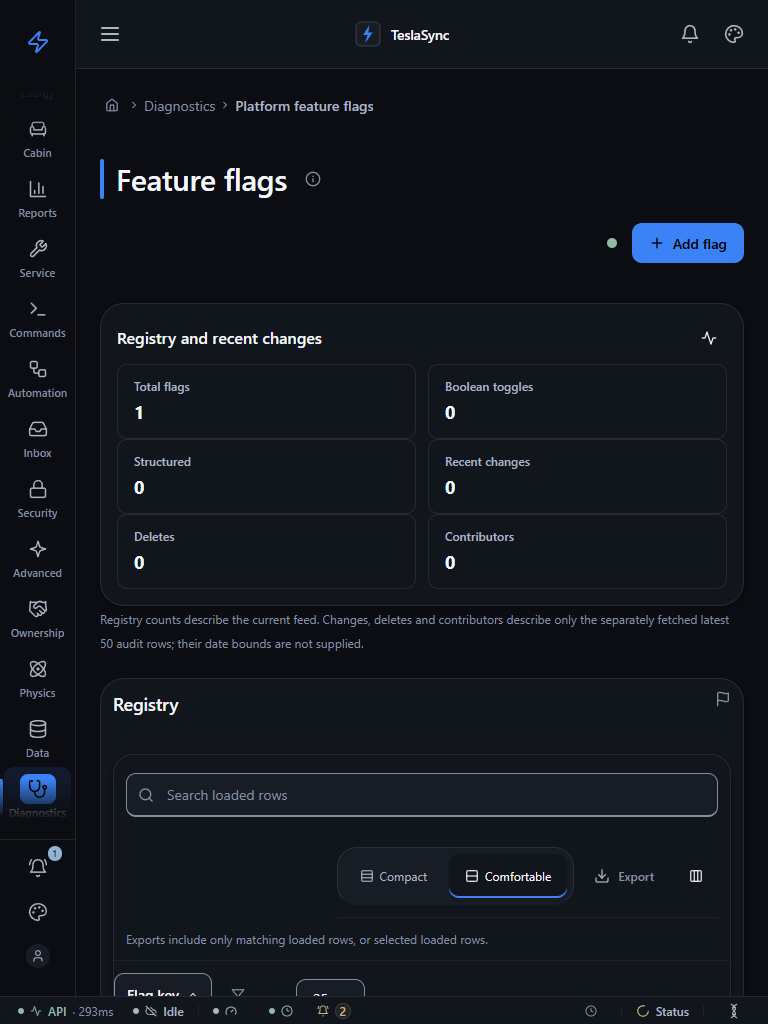 TeslaSync
Energy
Cabin
Reports
Service
Commands
Automation
Inbox
Security
Advanced
Ownership
Physics
Data
Diagnostics
1
Diagnostics
Platform feature flags
Feature flags
Add flag
Registry and recent changes
Total flags
1
Boolean toggles
0
Structured
0
Recent changes
0
Deletes
0
Contributors
0
Registry counts describe the current feed. Changes, deletes and contributors describe only the separately fetched latest
50 audit rows; their date bounds are not supplied.
Registry
Search loaded rows
Compact
Comfortable
Export
Exports include only matching loaded rows, or selected loaded rows.
Flag key
25
API · 293ms
Idle
2
Status